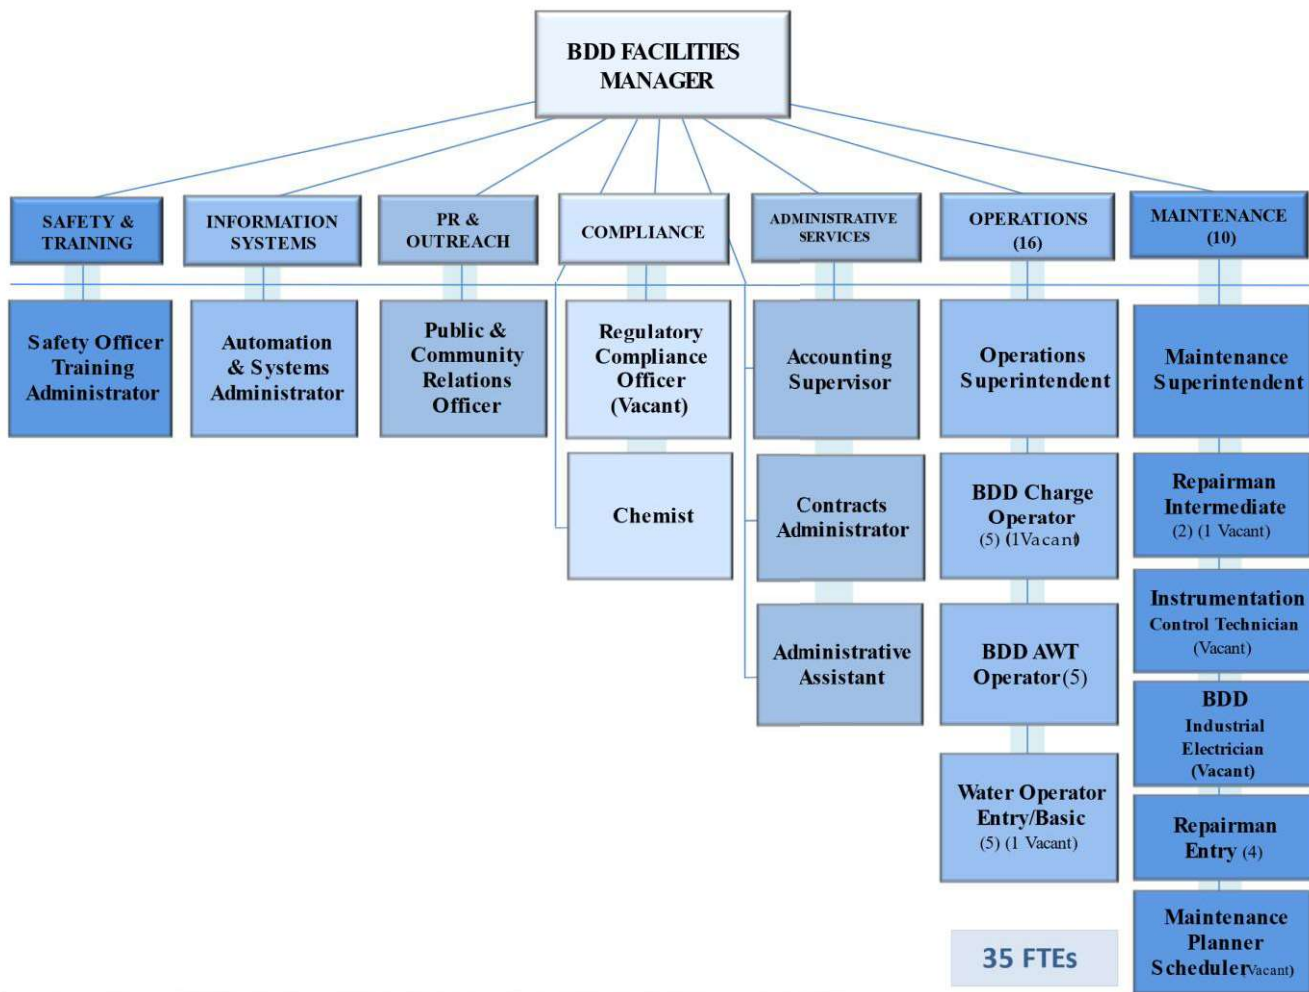 BDD FACILITIES
MANAGER
SAFETY &
TRAINING
INFORMATION
SYSTEMS
PR &
OUTREACH
COMPLIANCE
ADMINISTRATIVE
SERVICES
OPERATIONS
(16)
MAINTENANCE
(10)
Safety Officer
Training
Administrator
Automation
& Systems
Administrator
Public &
Community
Relations
Officer
Regulatory
Compliance
Officer
(Vacant)
Chemist
Accounting
Supervisor
Contracts
Administrator
Administrative
Assistant
Operations
Superintendent
BDD Charge
Operator
(5) (1Vacant)
BDD AWT
Operator (5)
Water Operator
Entry/Basic
(5) (1 Vacant)
Maintenance
Superintendent
Repairman
Intermediate
(2) (1 Vacant)
Instrumentation
Control Technician
(Vacant)
BDD
Industrial
Electrician
(Vacant)
Repairman
Entry (4)
Maintenance
Planner
Scheduler Vacant)
35 FTEs